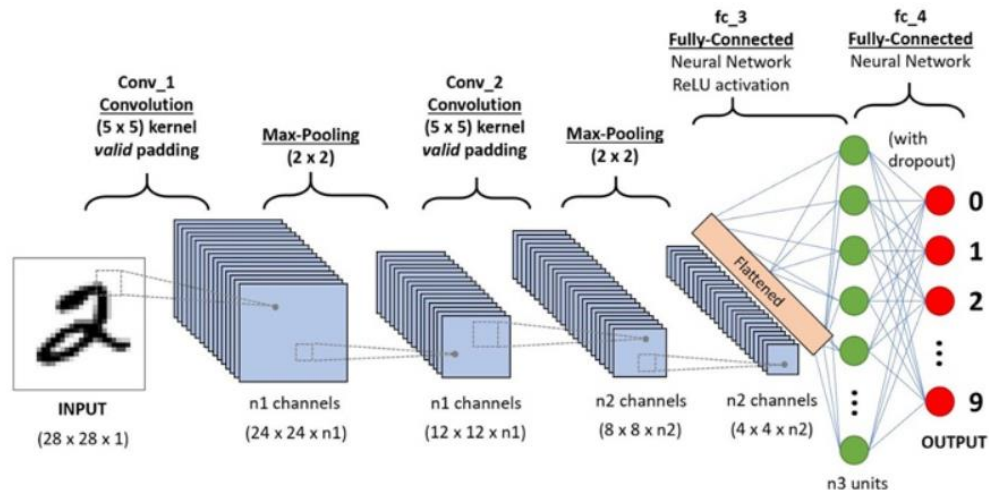 fc_3
Fully-Connected
Neural Network
ReLU activation
fc_4
Fully-Connected
Neural Network
Conv_1
Convolution
(5 x 5) kernel
valid padding
Max-Pooling
(2 x 2)
Conv_2
Convolution
(5 x 5) kernel
valid padding
Max-Pooling
(2 x 2)
(with
dropout)
Flattened
0
1
2
9
INPUT
(28 x 28 x 1)
n1 channels
(24 x 24 x n1)
n1 channels
(12 x 12 x n1)
n2 channels
(8 x 8 x n2)
n2 channels
(4 x 4 x n2)
OUTPUT
n3 units